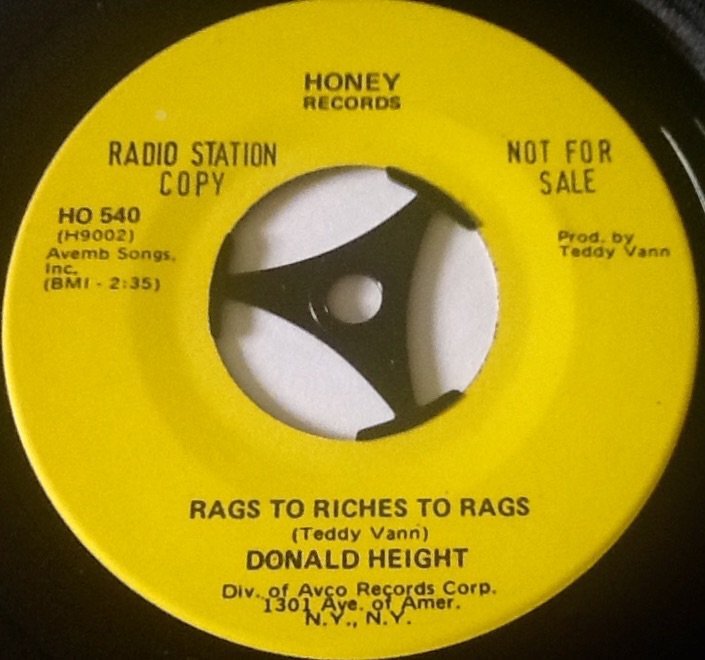 HONEY
RECORDS
RADIO STATION
COPY
NOT FOR
SALE
HO 540
(H9002)
Avemb Songs,
Inc.
(BMI - 2:35)
Prod. by
Teddy Vann
RAGS TO RICHES TO RAGS
(Teddy Vann)
DONALD HEIGHT
Div. of Avco Records Corp.
1301 Ave. of Amer.
N.Y., N.Y.